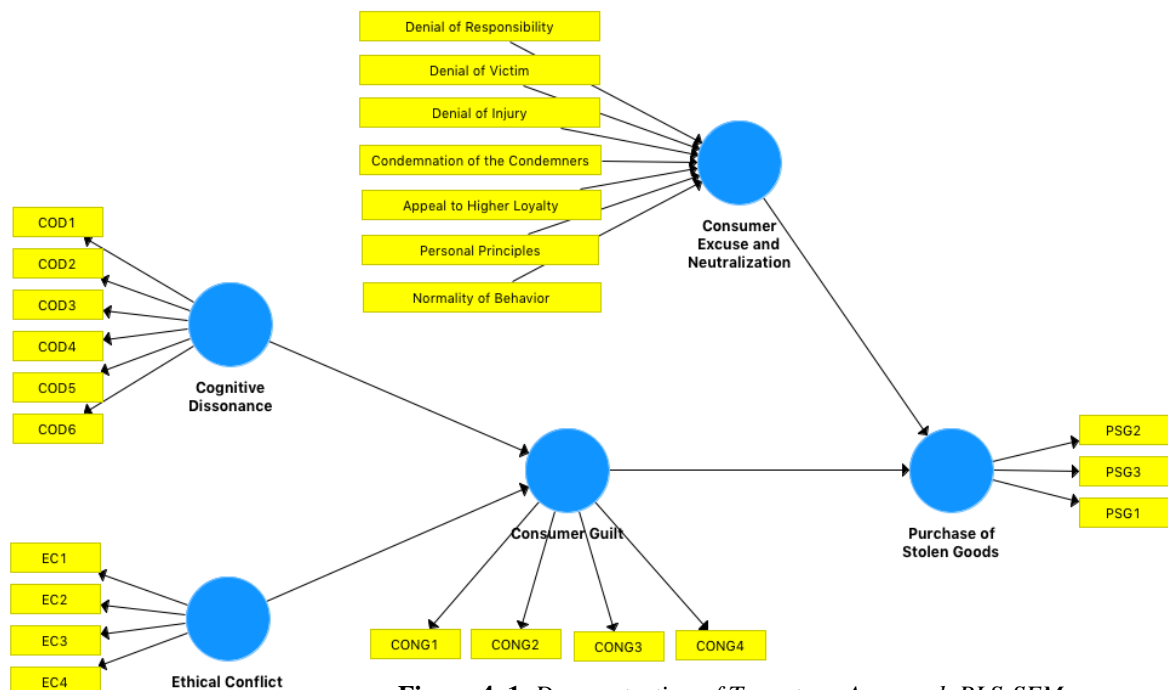 Denial of Responsibility
Denial of Victim
Denial of Injury
Condemnation of the Condemners
Appeal to Higher Loyalty
Personal Principles
Normality of Behavior
Consumer
Excuse and
Neutralization
COD1
COD2
COD3
COD4
COD5
COD6
Cognitive
Dissonance
Consumer Guilt
CONG1
CONG2
CONG3
CONG4
PSG2
PSG3
PSG1
Purchase of
Stolen Goods
EC1
EC2
EC3
EC4
Ethical Conflict